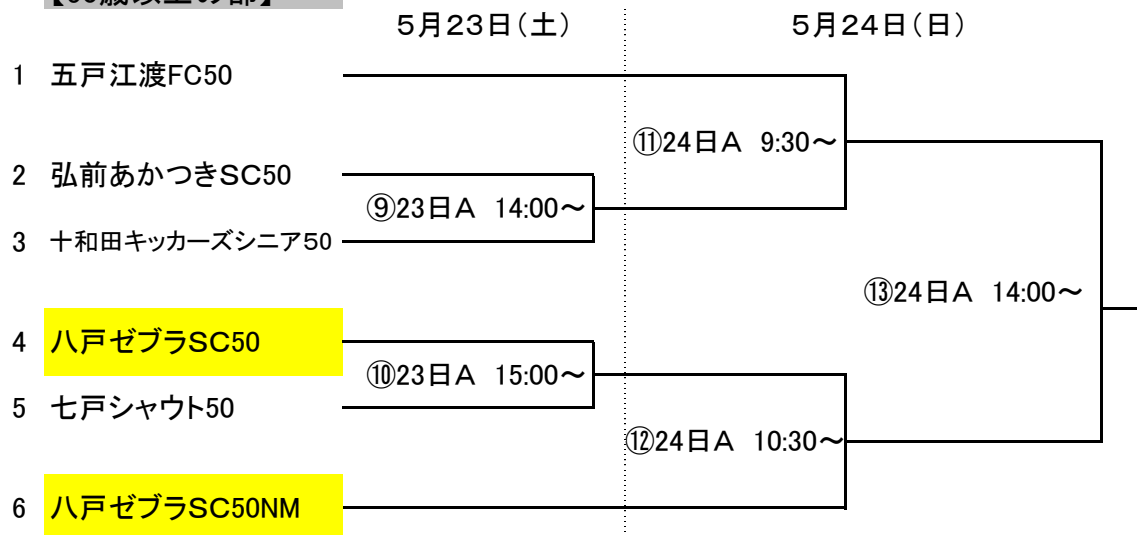 5月23日(土) 5月24日(日)
1 五戸江渡FC50
⑪24日A 9:30~
2 弘前あかつきSC50
⑨23日A 14:00~
3 十和田キッカーズシニア50
⑬24日A 14:00~
4 八戸ゼブラSC50
⑩23日A 15:00~
5 七戸シャウト50
⑫24日A 10:30~
6 八戸ゼブラSC50NM